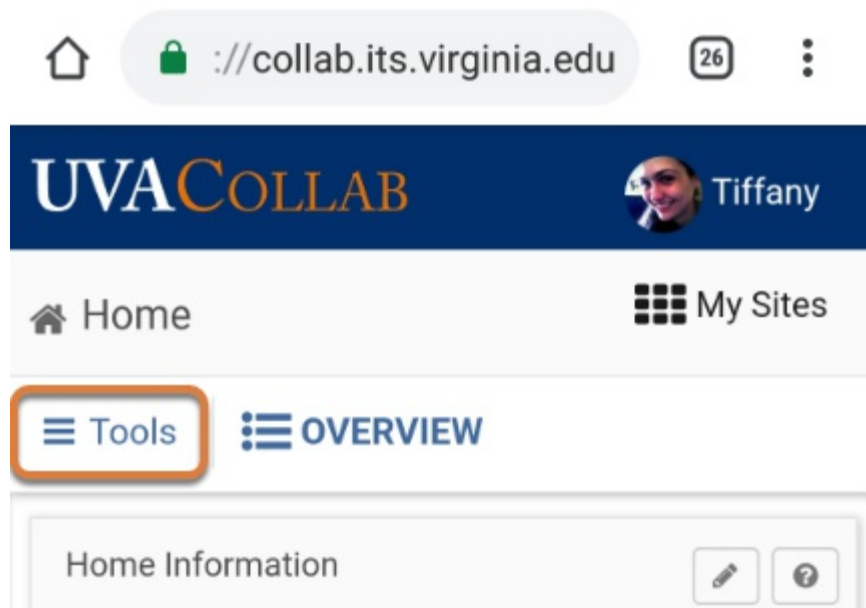 ://collab.its.virginia.edu 26
UVACOLLAB Tiffany
Home My Sites
Tools OVERVIEW
Home Information